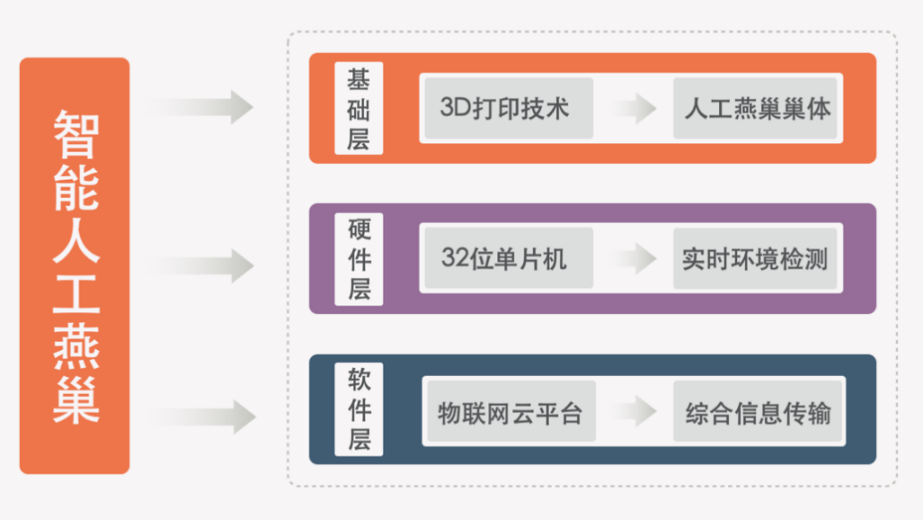 智能人工燕巢
基础层
3D打印技术
人工燕巢巢体
硬件层
32位单片机
实时环境检测
软件层
物联网云平台
综合信息传输